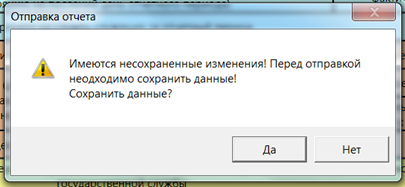 Отправка отчета
Имеются несохраненные изменения! Перед отправкой
неодходимо сохранить данные!
Сохранить данные?
Да
Нет
государственной службы